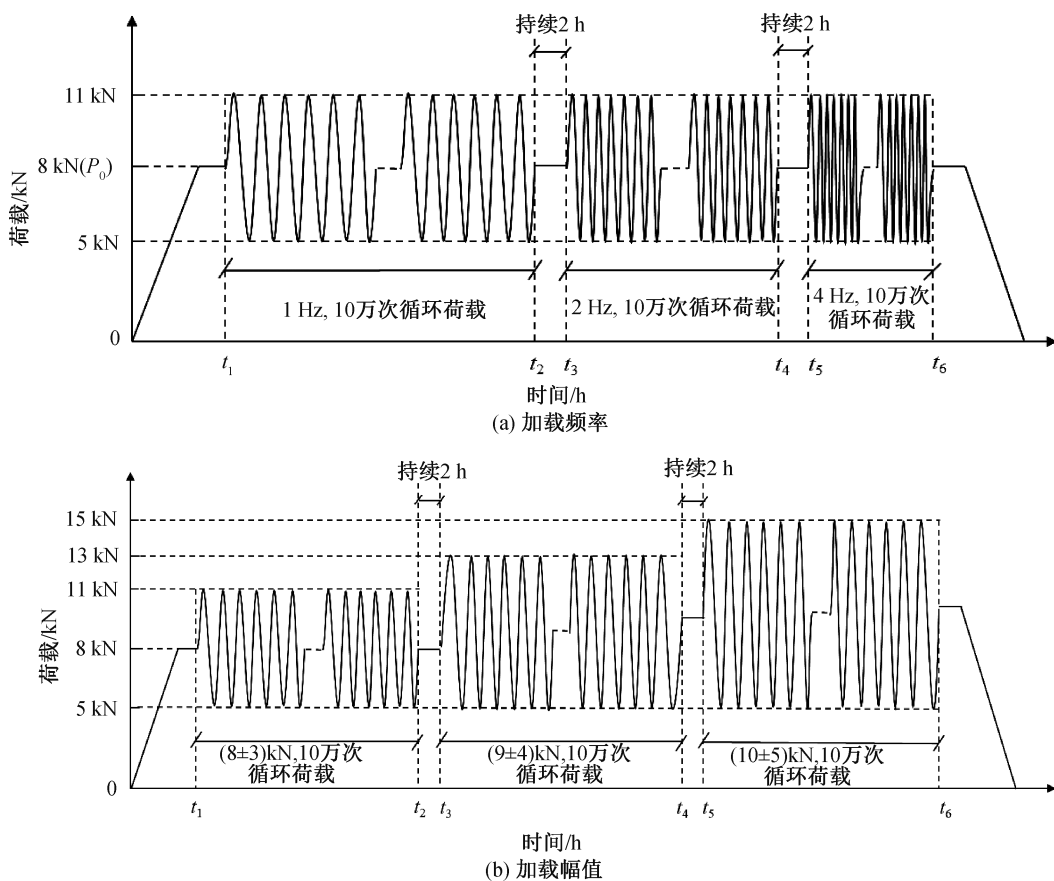 持续2 h
持续2 h
11 kN
8 kN(P₀)
荷载/kN
5 kN
1 Hz, 10万次循环荷载
2 Hz, 10万次循环荷载
4 Hz, 10万次
循环荷载
0
t₁
t₂
t₃
t₄
t₅
t₆
时间/h
(a) 加载频率
持续2 h
持续2 h
15 kN
13 kN
11 kN
荷载/kN
8 kN
5 kN
(8±3)kN,10万次
循环荷载
(9±4)kN,10万次
循环荷载
(10±5)kN,10万次
循环荷载
0
t₁
t₂
t₃
t₄
t₅
t₆
时间/h
(b) 加载幅值